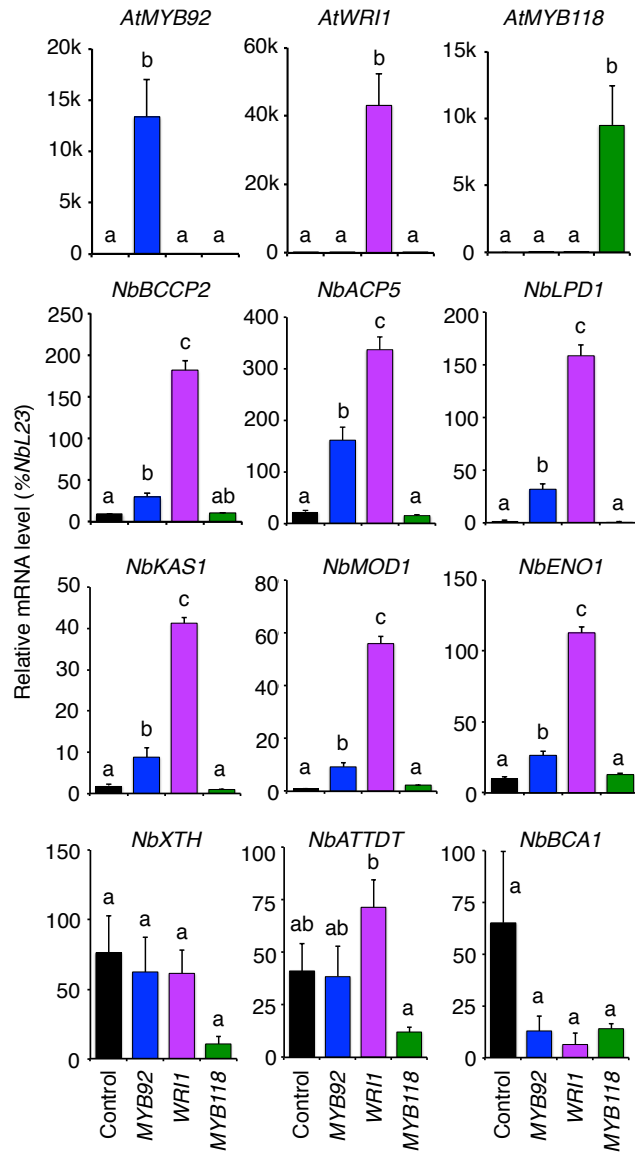 AtMYB92 AtWRI1 AtMYB118
20k 60k 15k
b b b
15k 40k 10k
10k 20k 5k
5k
a a a a a a a a a
0 0 0
NbBCCP2 NbACP5 NbLPD1
250 400 200
200 c 300 c 150 c
150 200 b 100
100 100 50
50 a b ab a a a b a
0 0 0
Relative mRNA level (%NbL23)
NbKAS1 NbMOD1 NbENO1
50 80 150
40 c 60 c c
30 40 100
20 20 50
10 a b a a b a a b a
0 0 0
NbXTH NbATTDT NbBCA1
150 100 100
100 a a a 75 ab ab b 75 a
50 a 50 a 50
25 25 a a a
0 0 0
Control MYB92 WRI1 MYB118 Control MYB92 WRI1 MYB118 Control MYB92 WRI1 MYB118